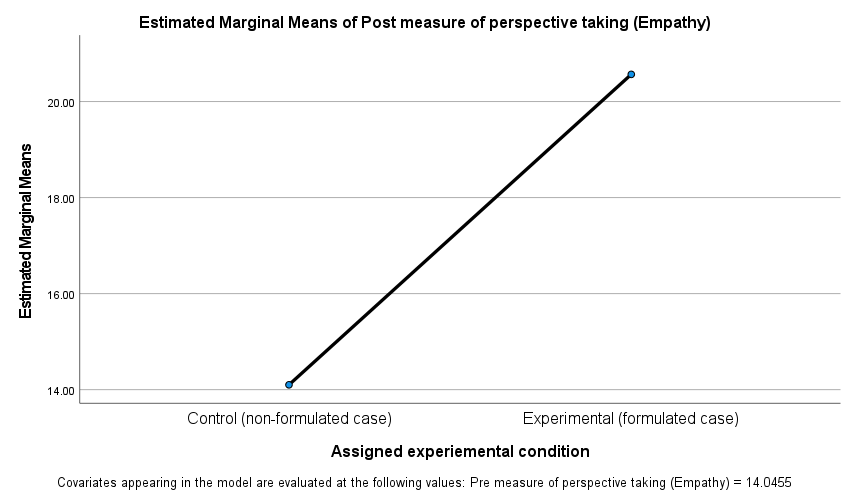 Estimated Marginal Means of Post measure of perspective taking (Empathy)
Estimated Marginal Means
20.00
18.00
16.00
14.00
Control (non-formulated case)
Experimental (formulated case)
Assigned experiemental condition
Covariates appearing in the model are evaluated at the following values: Pre measure of perspective taking (Empathy) = 14.0455